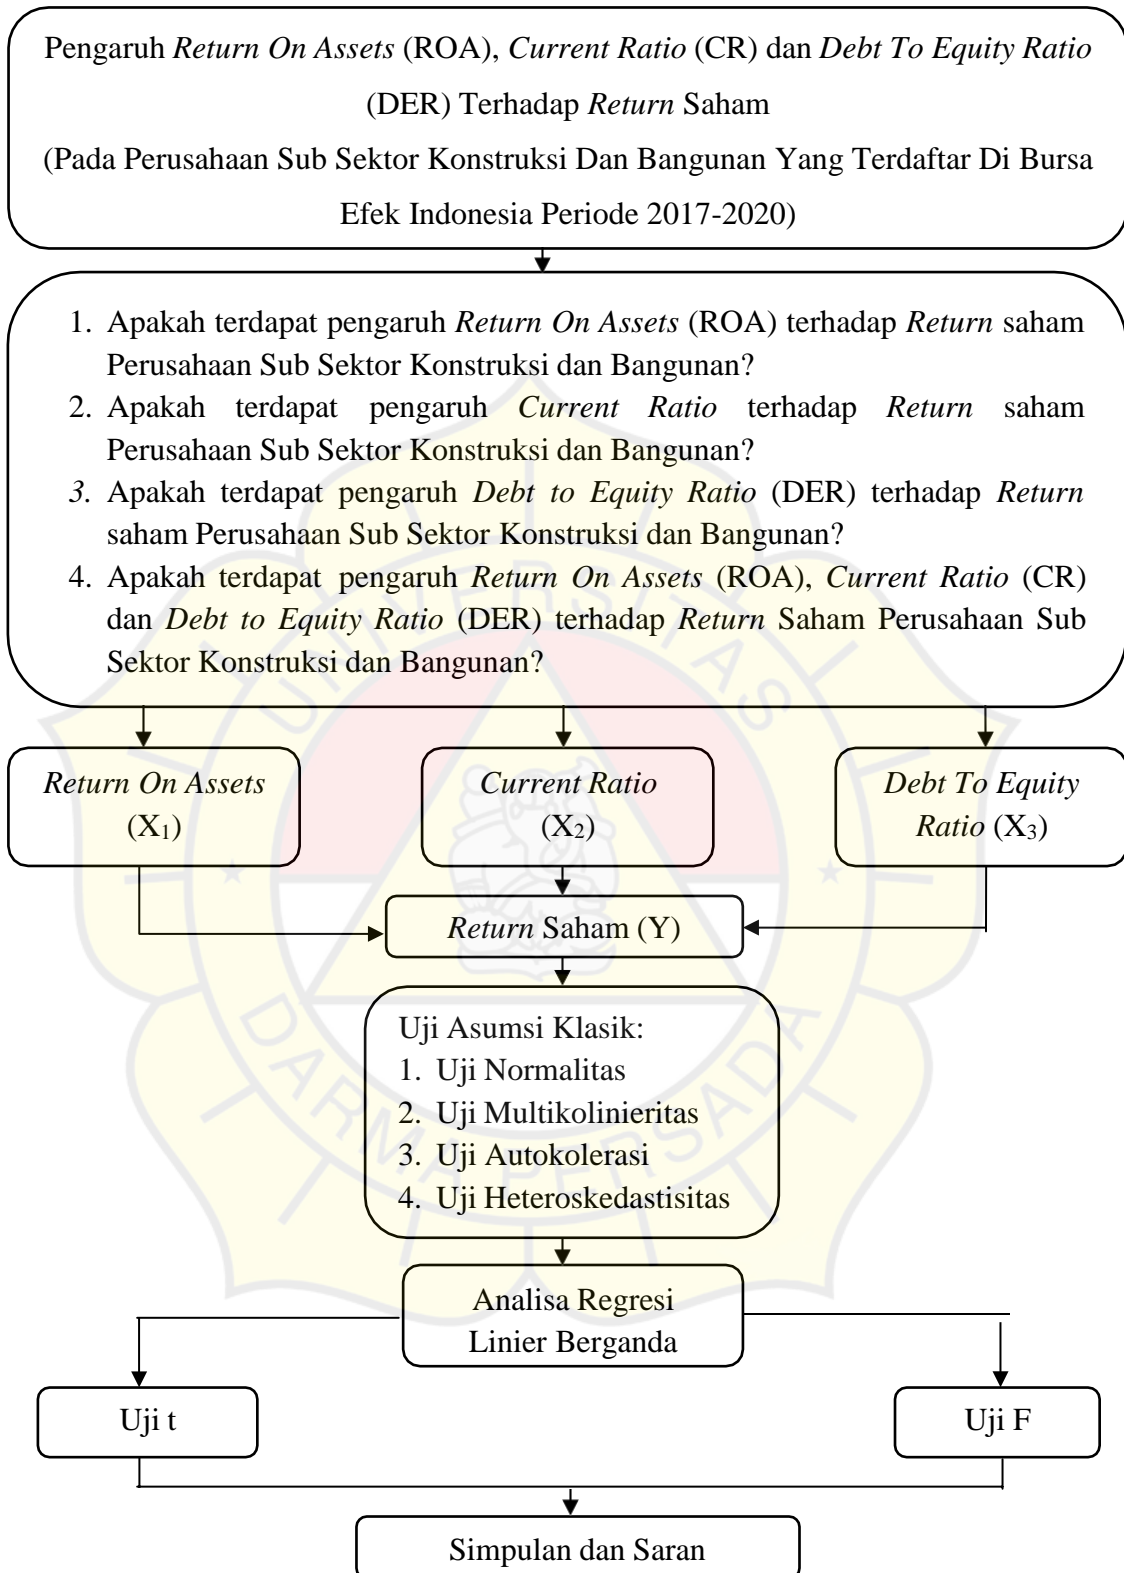 Pengaruh Return On Assets (ROA), Current Ratio (CR) dan Debt To Equity Ratio
(DER) Terhadap Return Saham
(Pada Perusahaan Sub Sektor Konstruksi Dan Bangunan Yang Terdaftar Di Bursa
Efek Indonesia Periode 2017-2020)
1. Apakah terdapat pengaruh Return On Assets (ROA) terhadap Return saham
Perusahaan Sub Sektor Konstruksi dan Bangunan?
2. Apakah terdapat pengaruh Current Ratio terhadap Return saham
Perusahaan Sub Sektor Konstruksi dan Bangunan?
3. Apakah terdapat pengaruh Debt to Equity Ratio (DER) terhadap Return
saham Perusahaan Sub Sektor Konstruksi dan Bangunan?
4. Apakah terdapat pengaruh Return On Assets (ROA), Current Ratio (CR)
dan Debt to Equity Ratio (DER) terhadap Return Saham Perusahaan Sub
Sektor Konstruksi dan Bangunan?
UNIVERSITAS
Return On Assets
(X₁)
Current Ratio
(X₂)
Debt To Equity
Ratio (X₃)
Return Saham (Y)
Uji Asumsi Klasik:
1. Uji Normalitas
2. Uji Multikolinieritas
3. Uji Autokolerasi
4. Uji Heteroskedastisitas
DARMA PERSADA
Analisa Regresi
Linier Berganda
Uji t
Uji F
Simpulan dan Saran